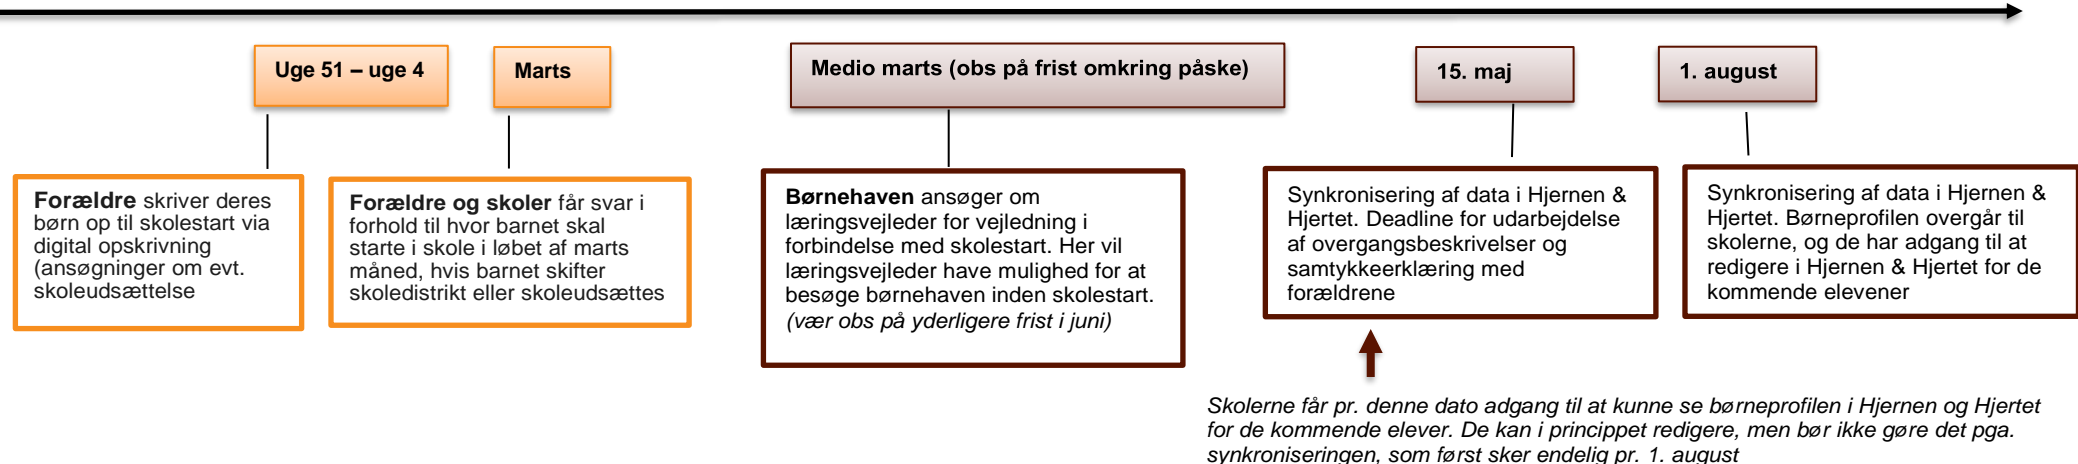 Uge 51 – uge 4
Marts
Medio marts (obs på frist omkring påske)
15. maj
1. august
Forældre skriver deres
børn op til skolestart via
digital opskrivning
(ansøgninger om evt.
skoleudsættelse
Forældre og skoler får svar i
forhold til hvor barnet skal
starte i skole i løbet af marts
måned, hvis barnet skifter
skoledistrikt eller skoleudsættes
Børnehaven ansøger om
læringsvejleder for vejledning i
forbindelse med skolestart. Her vil
læringsvejleder have mulighed for at
besøge børnehaven inden skolestart.
(vær obs på yderligere frist i juni)
Synkronisering af data i Hjernen &
Hjertet. Deadline for udarbejdelse
af overgangsbeskrivelser og
samtykkeerklæring med
forældrene
Synkronisering af data i Hjernen &
Hjertet. Børneprofilen overgår til
skolerne, og de har adgang til at
redigere i Hjernen & Hjertet for de
kommende elevener
Skolerne får pr. denne dato adgang til at kunne se børneprofilen i Hjernen og Hjertet
for de kommende elever. De kan i princippet redigere, men bør ikke gøre det pga.
synkroniseringen, som først sker endelig pr. 1. august